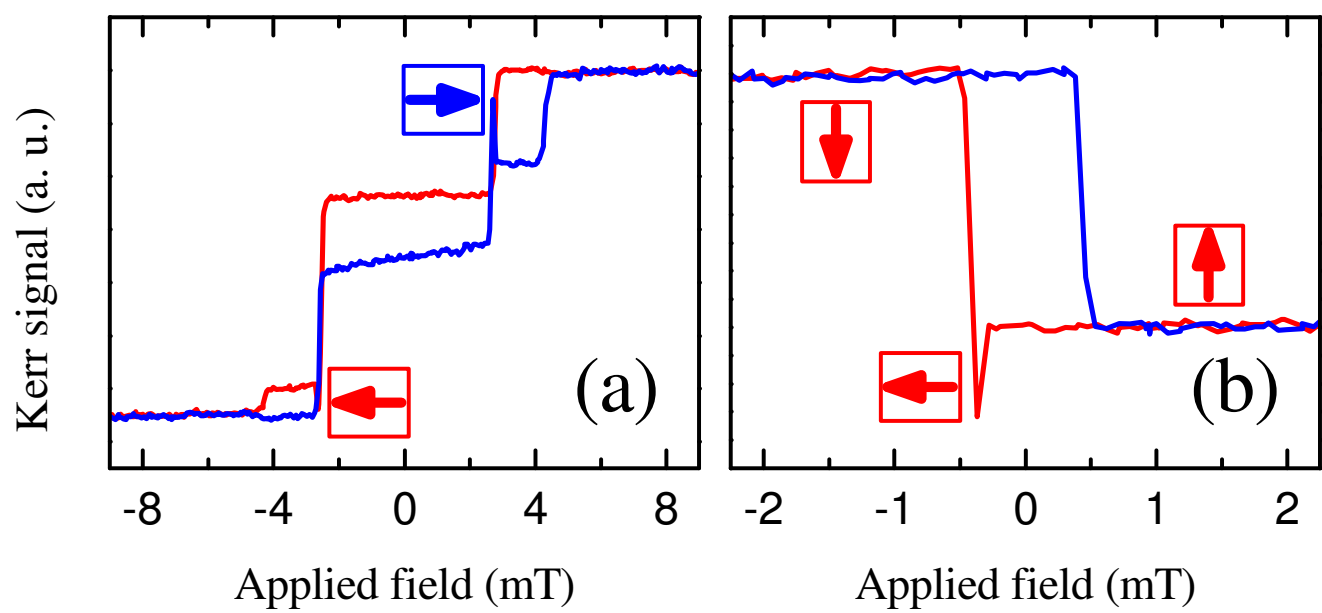 Kerr signal (a. u.)
(a)
-8 -4 0 4 8
Applied field (mT)
(b)
-2 -1 0 1 2
Applied field (mT)